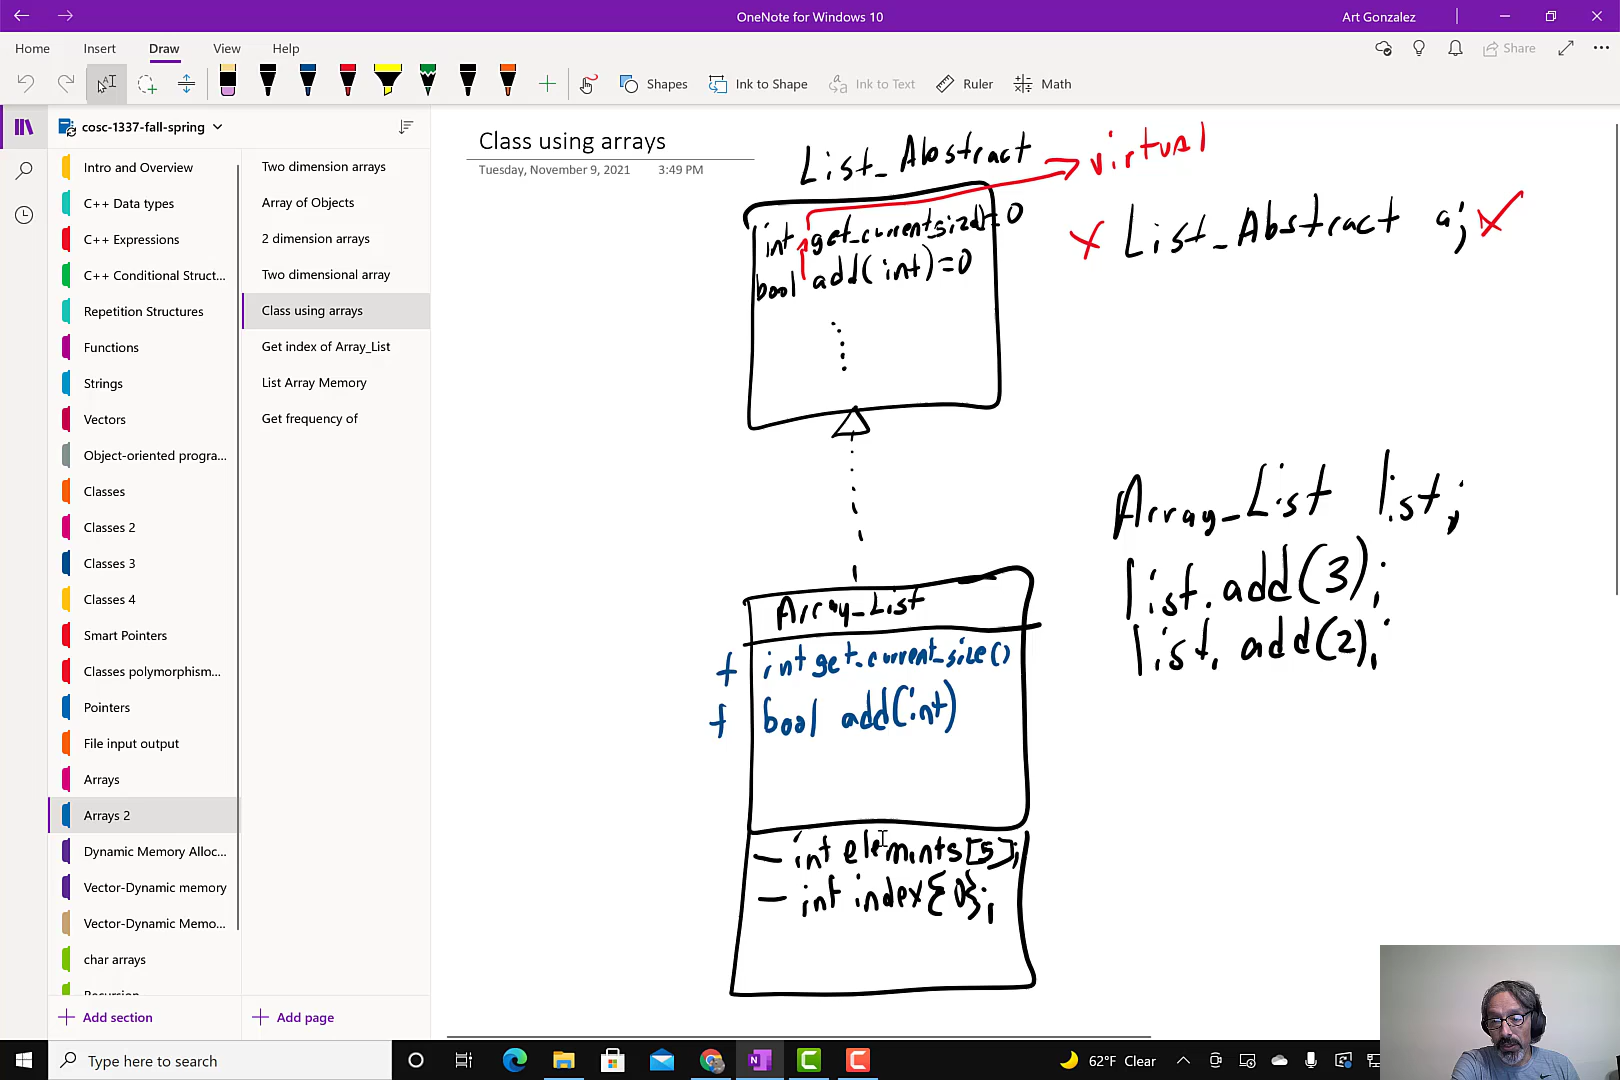 OneNote for Windows 10
Art Gonzalez
Home Insert Draw View Help
Share
Shapes Ink to Shape Ink to Text Ruler Math
cosc-1337-fall-spring
Intro and Overview
C++ Data types
C++ Expressions
C++ Conditional Struct...
Repetition Structures
Functions
Strings
Vectors
Object-oriented progra...
Classes
Classes 2
Classes 3
Classes 4
Smart Pointers
Classes polymorphism...
Pointers
File input output
Arrays
Arrays 2
Dynamic Memory Alloc...
Vector-Dynamic memory
Vector-Dynamic Memo...
char arrays
Recursion
Add section
Two dimension arrays
Array of Objects
2 dimension arrays
Two dimensional array
Class using arrays
Get index of Array_List
List Array Memory
Get frequency of
Add page
Class using arrays
Tuesday, November 9, 2021 3:49 PM
List_Abstract
virtual
int get_currentsize()=0
bool add(int)=0
List_Abstract a;
Array_List list;
list.add(3);
list.add(2);
Array_List
+ int get_current_size()
+ bool add(int)
- int elements[5];
- int index{0};
Type here to search
62°F Clear